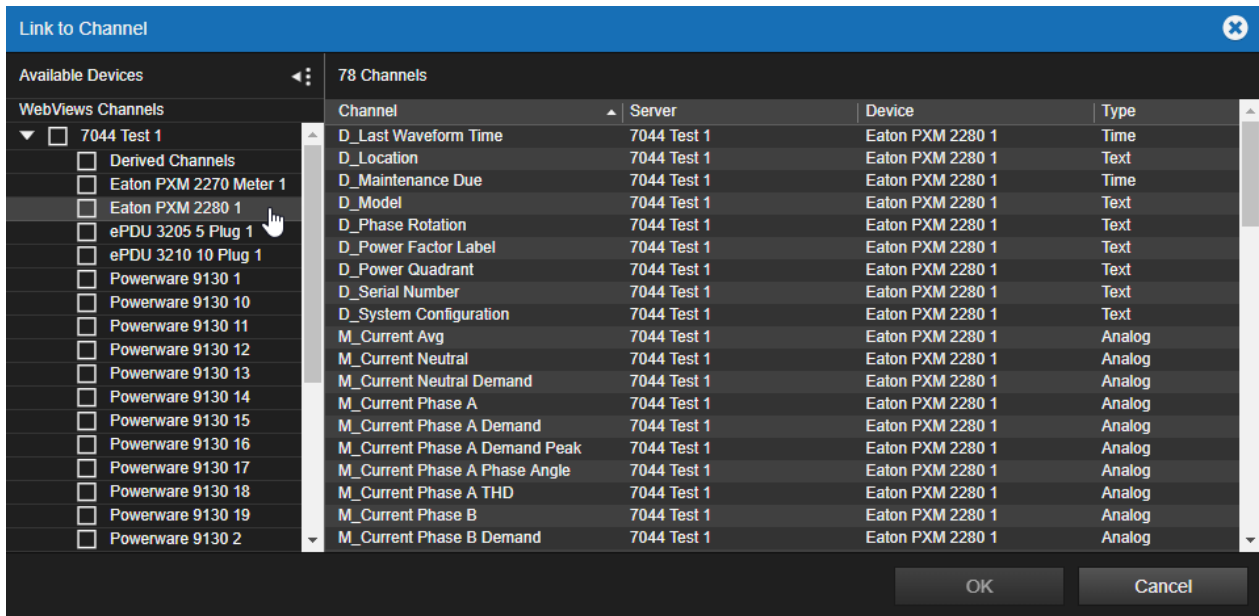 Link to Channel
Available Devices
78 Channels
WebViews Channels
7044 Test 1
Derived Channels
Eaton PXM 2270 Meter 1
Eaton PXM 2280 1
ePDU 3205 5 Plug 1
ePDU 3210 10 Plug 1
Powerware 9130 1
Powerware 9130 10
Powerware 9130 11
Powerware 9130 12
Powerware 9130 13
Powerware 9130 14
Powerware 9130 15
Powerware 9130 16
Powerware 9130 17
Powerware 9130 18
Powerware 9130 19
Powerware 9130 2
Channel Server Device Type
D_Last Waveform Time 7044 Test 1 Eaton PXM 2280 1 Time
D_Location 7044 Test 1 Eaton PXM 2280 1 Text
D_Maintenance Due 7044 Test 1 Eaton PXM 2280 1 Time
D_Model 7044 Test 1 Eaton PXM 2280 1 Text
D_Phase Rotation 7044 Test 1 Eaton PXM 2280 1 Text
D_Power Factor Label 7044 Test 1 Eaton PXM 2280 1 Text
D_Power Quadrant 7044 Test 1 Eaton PXM 2280 1 Text
D_Serial Number 7044 Test 1 Eaton PXM 2280 1 Text
D_System Configuration 7044 Test 1 Eaton PXM 2280 1 Text
M_Current Avg 7044 Test 1 Eaton PXM 2280 1 Analog
M_Current Neutral 7044 Test 1 Eaton PXM 2280 1 Analog
M_Current Neutral Demand 7044 Test 1 Eaton PXM 2280 1 Analog
M_Current Phase A 7044 Test 1 Eaton PXM 2280 1 Analog
M_Current Phase A Demand 7044 Test 1 Eaton PXM 2280 1 Analog
M_Current Phase A Demand Peak 7044 Test 1 Eaton PXM 2280 1 Analog
M_Current Phase A Phase Angle 7044 Test 1 Eaton PXM 2280 1 Analog
M_Current Phase A THD 7044 Test 1 Eaton PXM 2280 1 Analog
M_Current Phase B 7044 Test 1 Eaton PXM 2280 1 Analog
M_Current Phase B Demand 7044 Test 1 Eaton PXM 2280 1 Analog
OK
Cancel